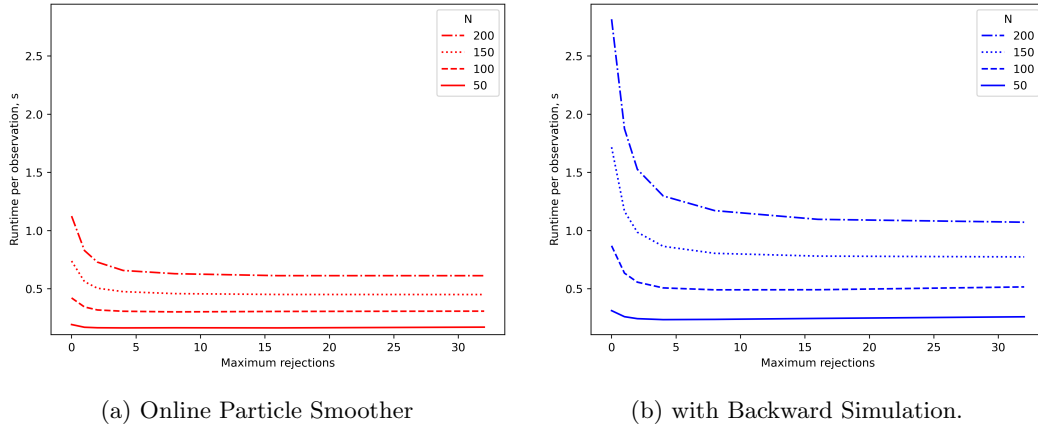 N
200
150
100
50
2.5
2.0
1.5
1.0
0.5
Runtime per observation, s
0 5 10 15 20 25 30
Maximum rejections
(a) Online Particle Smoother
N
200
150
100
50
2.5
2.0
1.5
1.0
0.5
Runtime per observation, s
0 5 10 15 20 25 30
Maximum rejections
(b) with Backward Simulation.